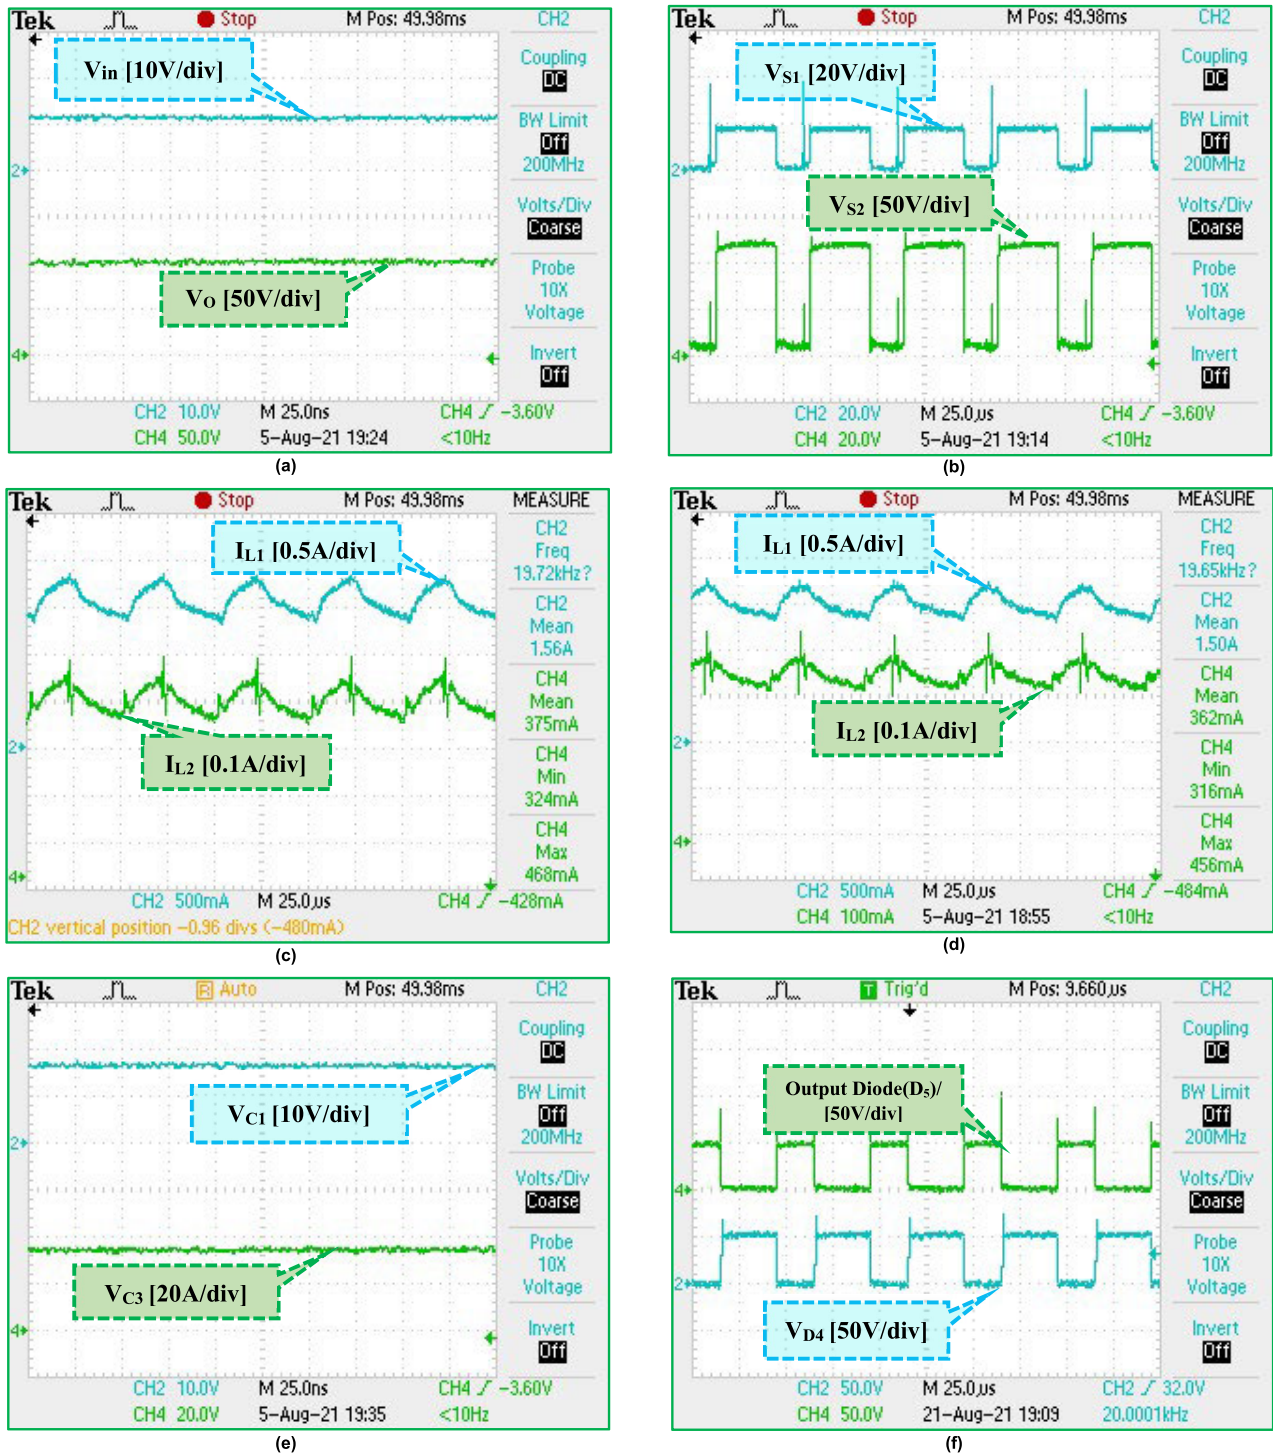 Tek Stop M Pos: 49.98ms CH2
Vin [10V/div]
Coupling
DC
BW Limit
Off
200MHz
2
Volts/Div
Coarse
VO [50V/div]
Probe
10X
Voltage
4
Invert
Off
CH2 10.0V M 25.0ns CH4 ∫ -3.60V
CH4 50.0V 5-Aug-21 19:24 <10Hz
(a)
Tek Stop M Pos: 49.98ms CH2
VS1 [20V/div]
Coupling
DC
BW Limit
Off
200MHz
2
VS2 [50V/div]
Volts/Div
Coarse
Probe
10X
Voltage
4
Invert
Off
CH2 20.0V M 25.0µs CH4 ∫ -3.60V
CH4 20.0V 5-Aug-21 19:14 <10Hz
(b)
Tek Stop M Pos: 49.98ms MEASURE
IL1 [0.5A/div]
CH2
Freq
19.72kHz?
CH2
Mean
1.56A
CH4
Mean
375mA
2
IL2 [0.1A/div]
CH4
Min
324mA
CH4
Max
468mA
4
CH2 500mA M 25.0µs CH4 ∫ -428mA
CH2 vertical position -0.96 divs (-480mA)
(c)
Tek Stop M Pos: 49.98ms MEASURE
IL1 [0.5A/div]
CH2
Freq
19.65kHz?
CH2
Mean
1.50A
CH4
Mean
362mA
IL2 [0.1A/div]
2
CH4
Min
316mA
CH4
Max
456mA
4
CH2 500mA M 25.0µs CH4 ∫ -484mA
CH4 100mA 5-Aug-21 18:55 <10Hz
(d)
Tek R Auto M Pos: 49.98ms CH2
Coupling
DC
VC1 [10V/div]
BW Limit
Off
200MHz
2
Volts/Div
Coarse
Probe
10X
Voltage
VC3 [20A/div]
4
Invert
Off
CH2 10.0V M 25.0ns CH4 ∫ -3.60V
CH4 20.0V 5-Aug-21 19:35 <10Hz
(e)
Tek T Trig'd M Pos: 9.660µs CH2
Coupling
DC
Output Diode(D5)/
[50V/div]
BW Limit
Off
200MHz
4
Volts/Div
Coarse
Probe
10X
Voltage
2
VD4 [50V/div]
Invert
Off
CH2 50.0V M 25.0µs CH2 ∫ 32.0V
CH4 50.0V 21-Aug-21 19:09 20.0001kHz
(f)